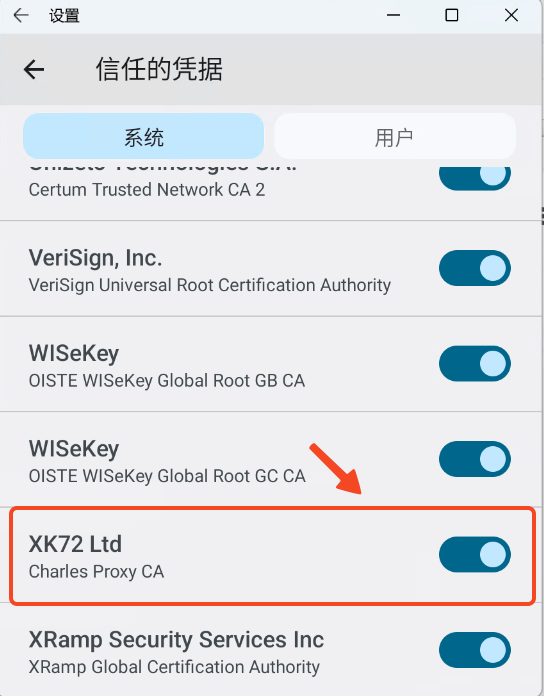 设置
信任的凭据
系统
用户
Unizeto Technologies S.A.
Certum Trusted Network CA 2
VeriSign, Inc.
VeriSign Universal Root Certification Authority
WISeKey
OISTE WISeKey Global Root GB CA
WISeKey
OISTE WISeKey Global Root GC CA
XK72 Ltd
Charles Proxy CA
XRamp Security Services Inc
XRamp Global Certification Authority